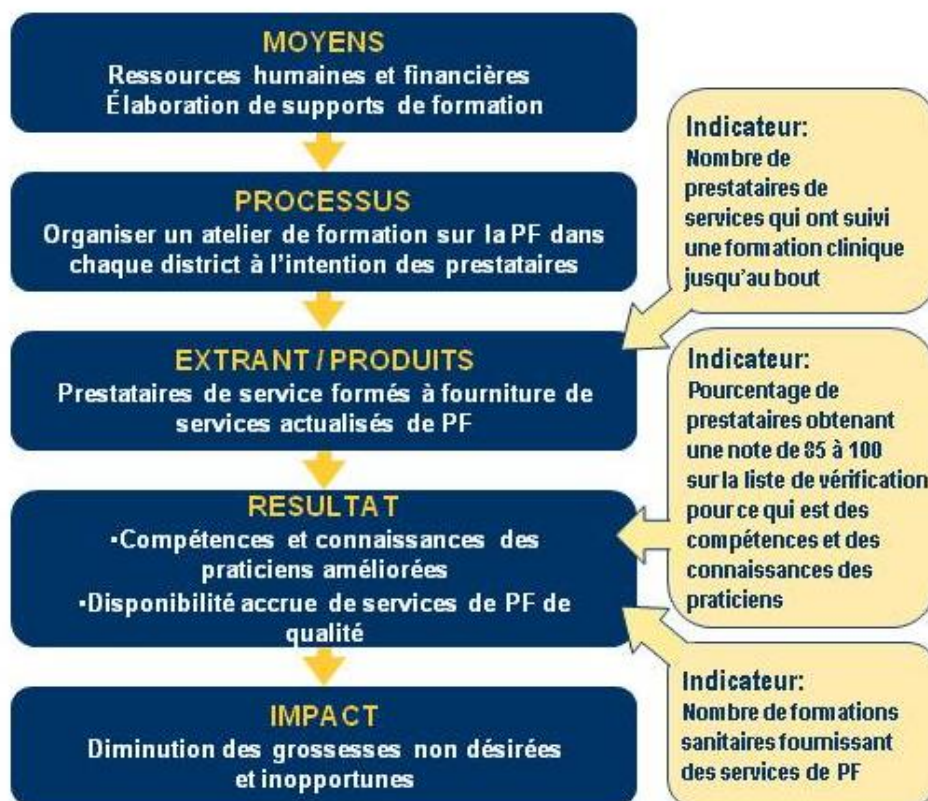 MOYENS
Ressources humaines et financières
Élaboration de supports de formation
PROCESSUS
Organiser un atelier de formation sur la PF dans
chaque district à l'intention des prestataires
EXTRANT / PRODUITS
Prestataires de service formés à fourniture de
services actualisés de PF
RESULTAT
•Compétences et connaissances des
praticiens améliorées
•Disponibilité accrue de services de PF de
qualité
IMPACT
Diminution des grossesses non désirées
et inopportunes
Indicateur:
Nombre de
prestataires de
services qui ont suivi
une formation clinique
jusqu'au bout
Indicateur:
Pourcentage de
prestataires obtenant
une note de 85 à 100
sur la liste de vérification
pour ce qui est des
compétences et des
connaissances des
praticiens
Indicateur:
Nombre de formations
sanitaires fournissant
des services de PF